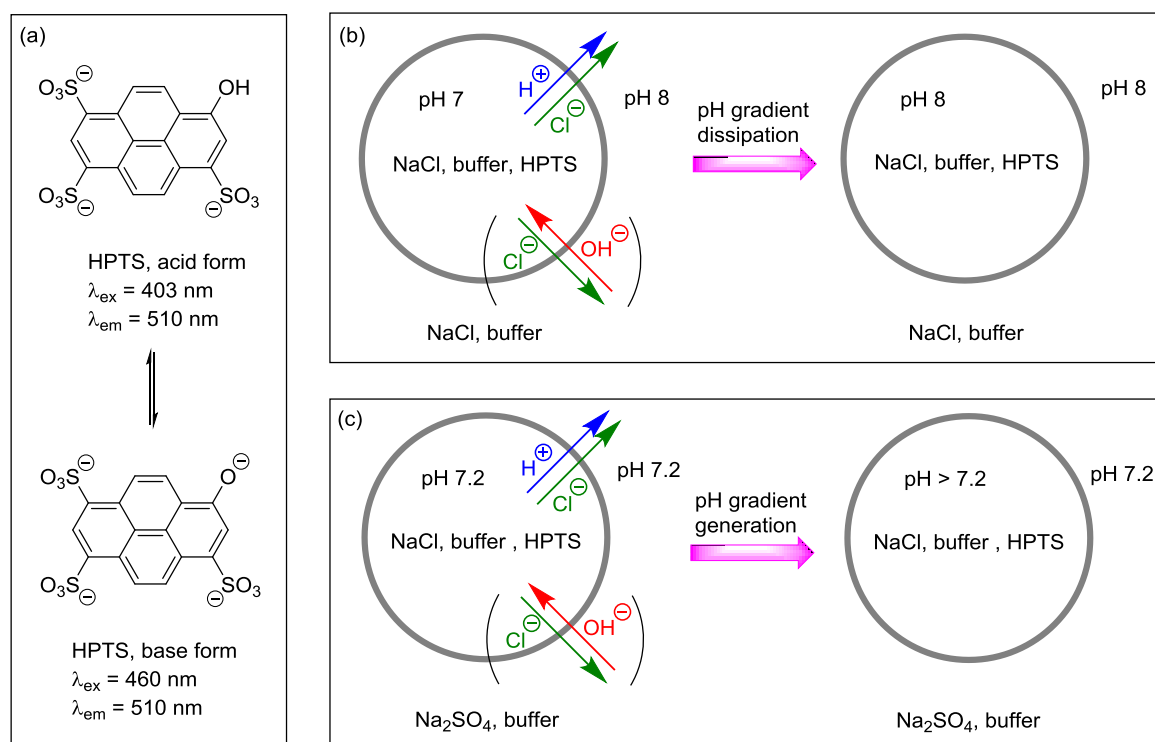 (a)
O₃S⊖
OH
O₃S⊖
⊖SO₃
HPTS, acid form
λex = 403 nm
λem = 510 nm
O₃S⊖
O⊖
O₃S⊖
⊖SO₃
HPTS, base form
λex = 460 nm
λem = 510 nm
(b)
pH 7
H⊕
Cl⊖
pH 8
NaCl, buffer, HPTS
Cl⊖
OH⊖
NaCl, buffer
pH gradient
dissipation
pH 8
pH 8
NaCl, buffer, HPTS
NaCl, buffer
(c)
pH 7.2
H⊕
Cl⊖
pH 7.2
NaCl, buffer , HPTS
Cl⊖
OH⊖
Na₂SO₄, buffer
pH gradient
generation
pH > 7.2
pH 7.2
NaCl, buffer , HPTS
Na₂SO₄, buffer